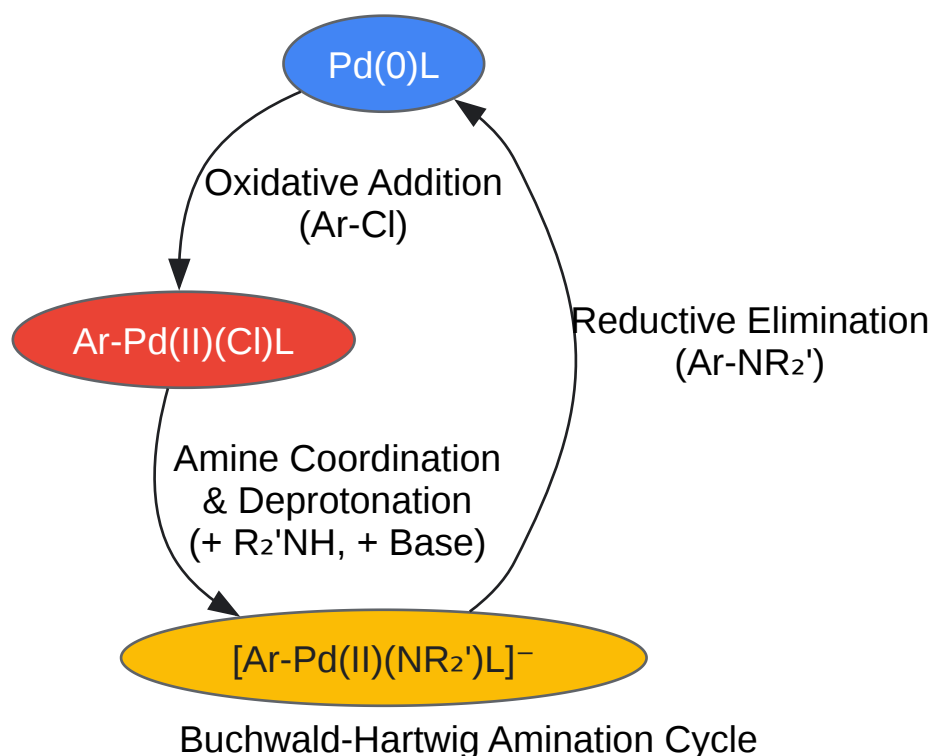 Pd(0)L
Oxidative Addition
(Ar-Cl)
Ar-Pd(II)(Cl)L
Reductive Elimination
(Ar-NR₂')
Amine Coordination
& Deprotonation
(+ R₂'NH, + Base)
[Ar-Pd(II)(NR₂')L]⁻
Buchwald-Hartwig Amination Cycle